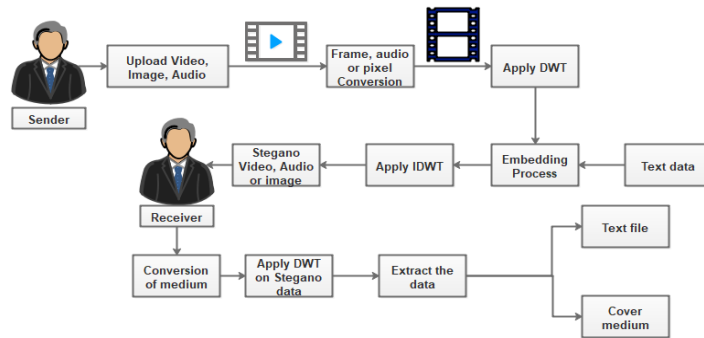 Upload Video,
Image, Audio
Frame, audio
or pixel
Conversion
Apply DWT
Sender
Stegano
Video, Audio
or image
Apply IDWT
Embedding
Process
Text data
Receiver
Conversion
of medium
Apply DWT
on Stegano
data
Extract the
data
Text file
Cover
medium